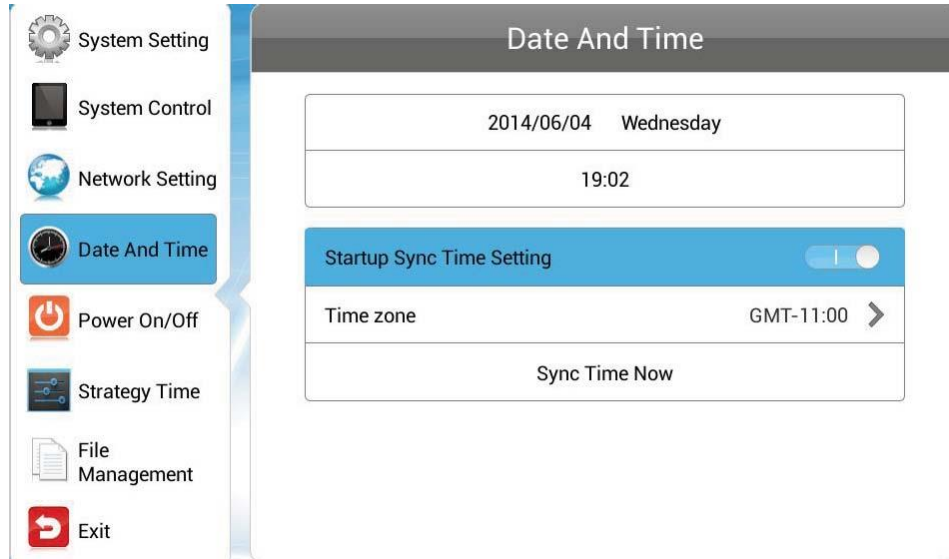 System Setting
System Control
Network Setting
Date And Time
Power On/Off
Strategy Time
File
Management
Exit
Date And Time
2014/06/04 Wednesday
19:02
Startup Sync Time Setting
Time zone GMT-11:00
Sync Time Now